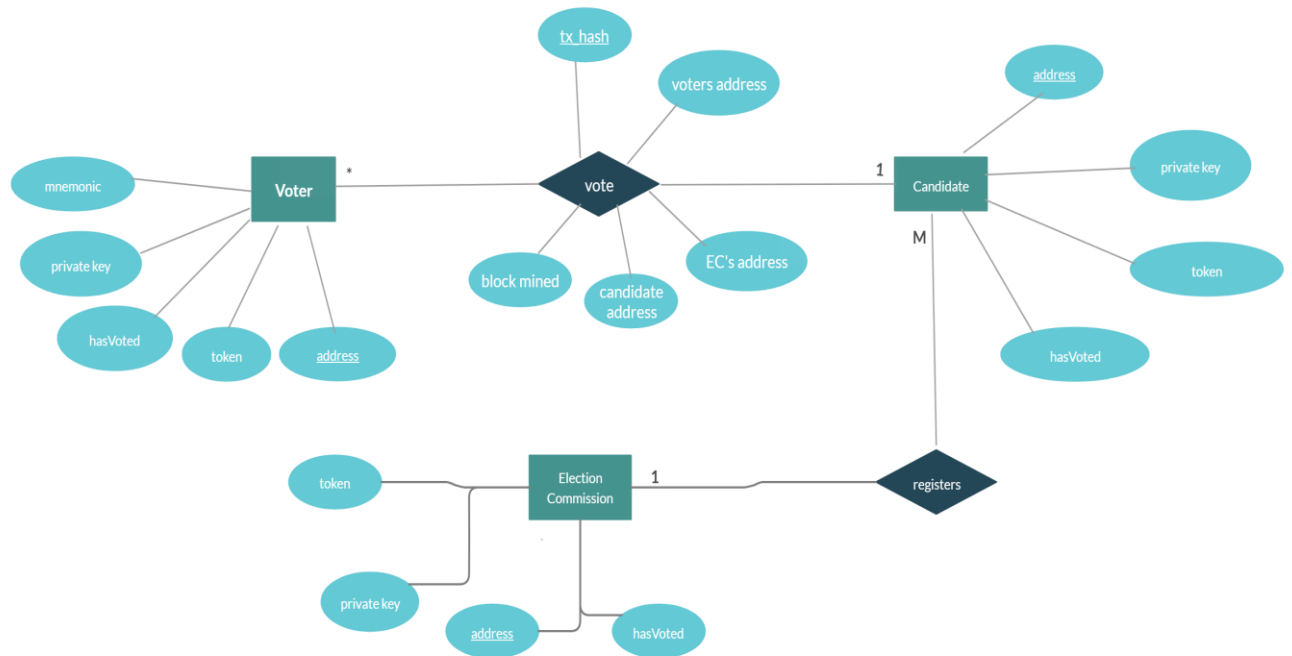 tx_hash
voters address
address
mnemonic
Voter
*
vote
1
Candidate
private key
private key
M
EC's address
block mined
candidate
address
token
hasVoted
token
address
hasVoted
token
Election
Commission
1
registers
private key
address
hasVoted